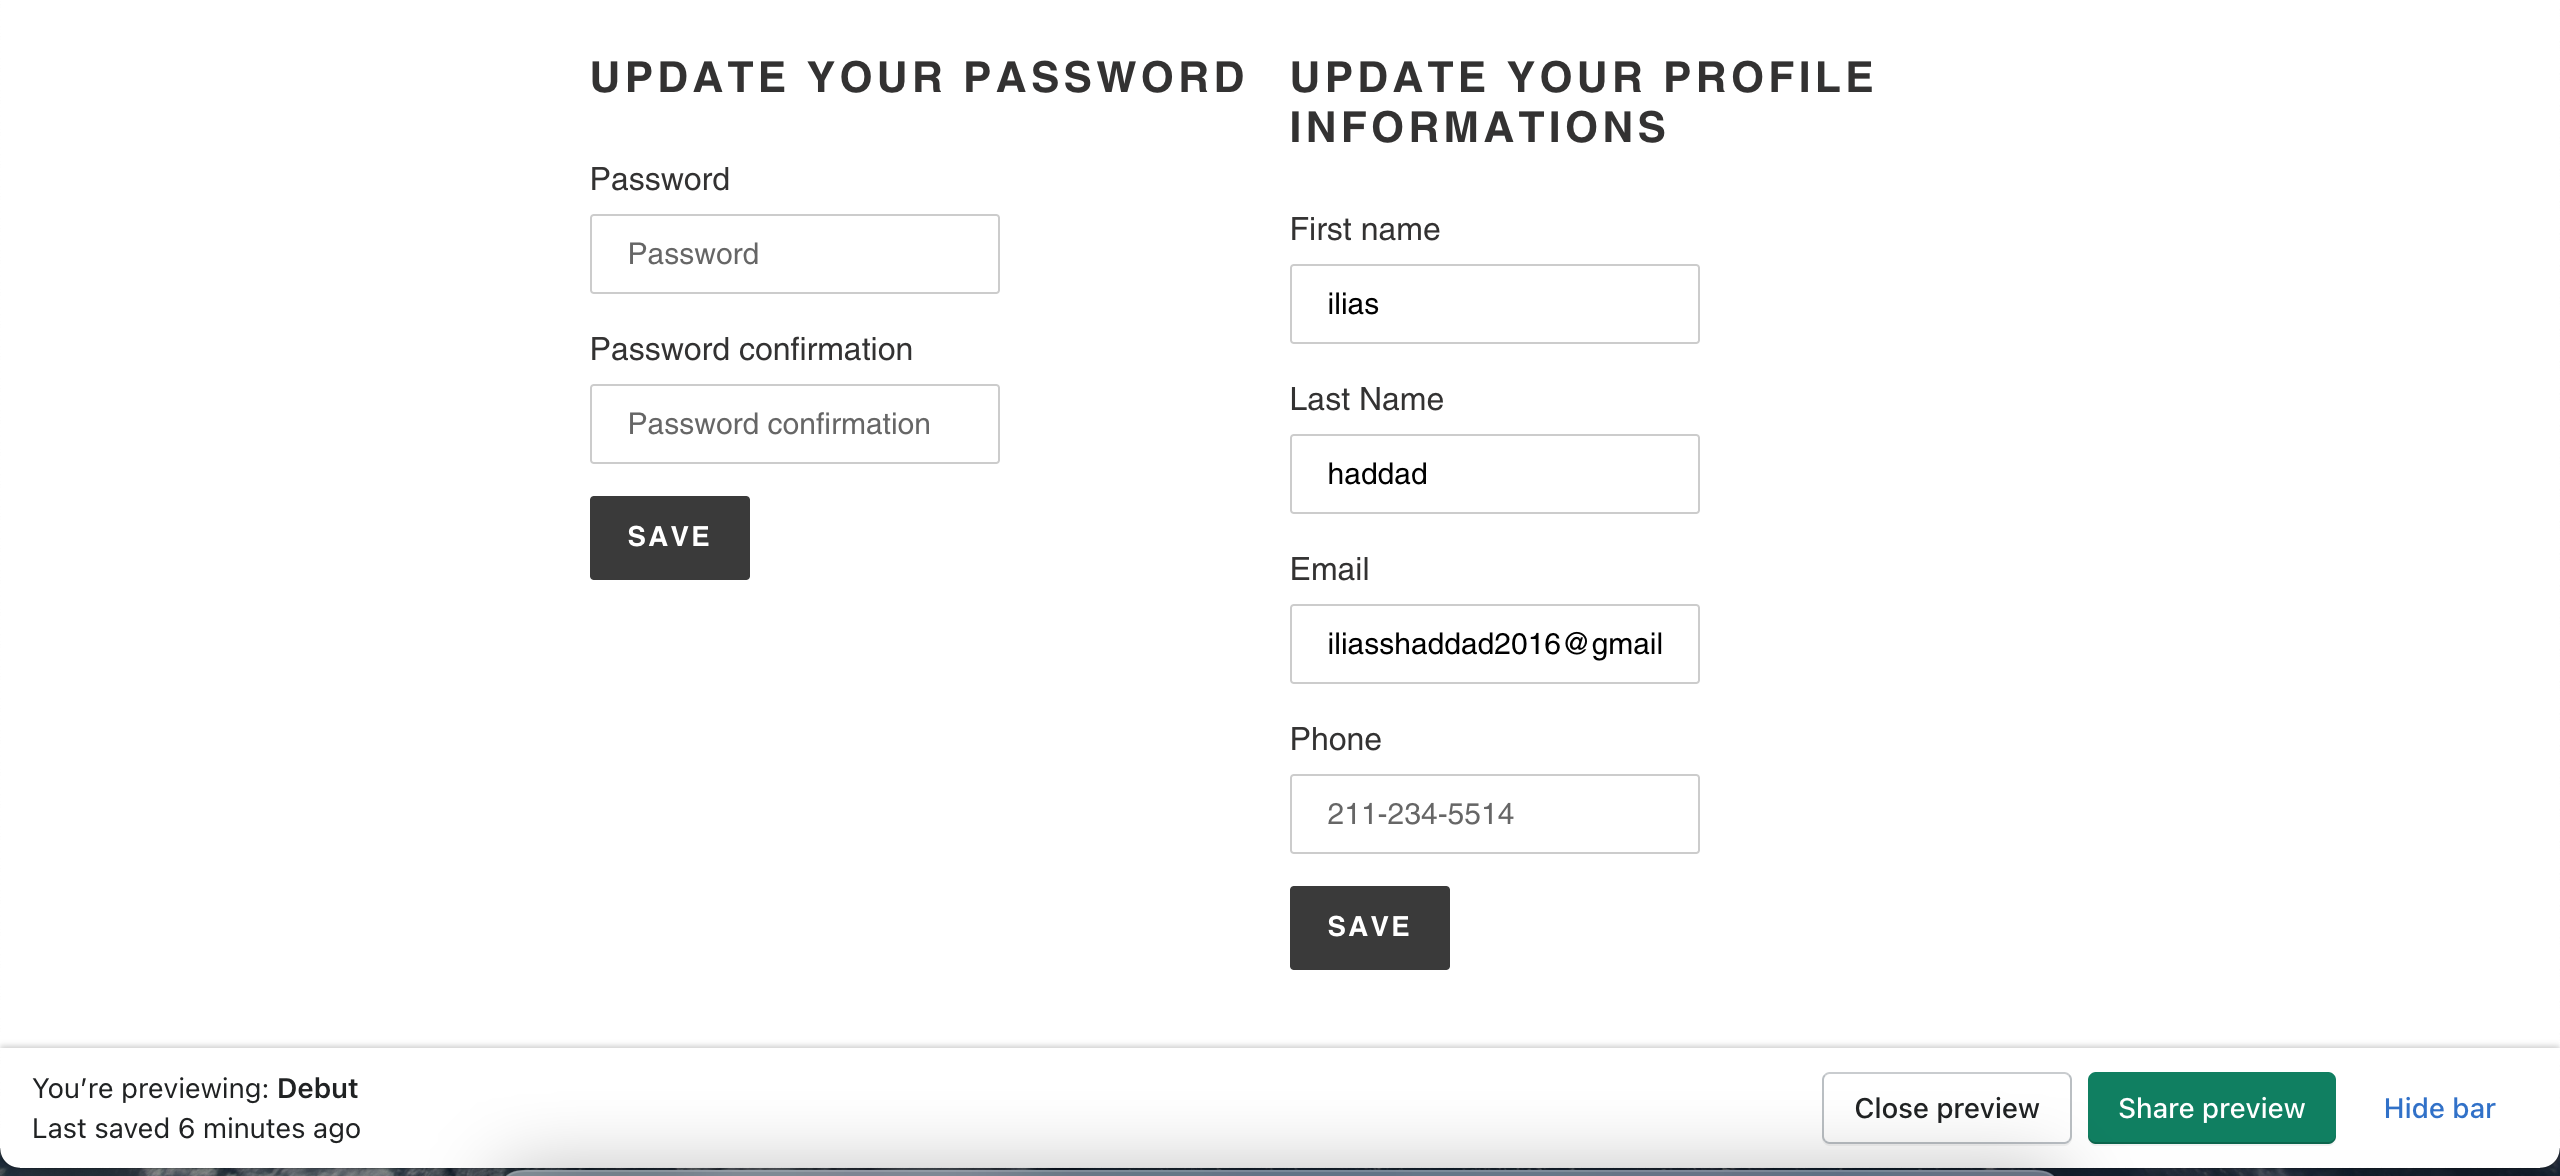 UPDATE YOUR PASSWORD
Password
Password
Password confirmation
Password confirmation
SAVE
UPDATE YOUR PROFILE
INFORMATIONS
First name
ilias
Last Name
haddad
Email
iliasshaddad2016@gmail
Phone
211-234-5514
SAVE
You’re previewing: Debut
Last saved 6 minutes ago
Close preview
Share preview
Hide bar